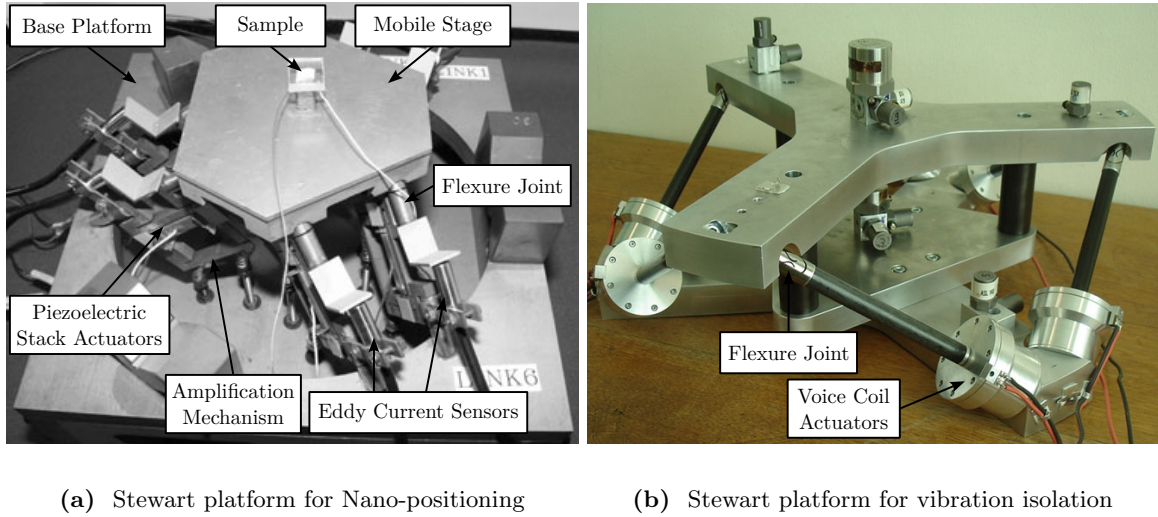 Base Platform
Sample
Mobile Stage
LINK1
Flexure Joint
Piezoelectric
Stack Actuators
Amplification
Mechanism
Eddy Current Sensors
LINK6
Flexure Joint
Voice Coil
Actuators
(a) Stewart platform for Nano-positioning
(b) Stewart platform for vibration isolation